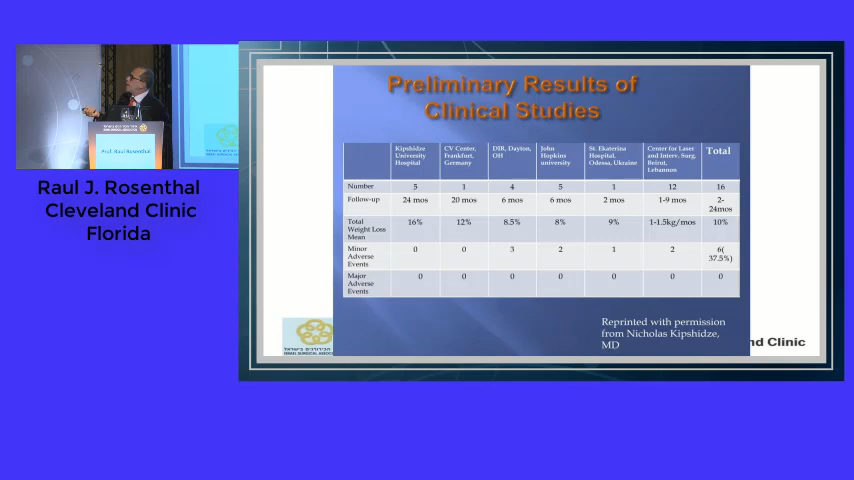 Prof. Raul Rosenthal
Raul J. Rosenthal
Cleveland Clinic
Florida
Preliminary Results of
Clinical Studies
Kipshidze University Hospital
CV Center, Frankfurt, Germany
DHR, Dayton, OH
John Hopkins university
St. Ekaterina Hospital, Odessa, Ukraine
Center for Laser and Interv. Surg, Beirut, Lebannon
Total
Number 5 1 4 5 1 12 16
Follow-up 24 mos 20 mos 6 mos 6 mos 2 mos 1-9 mos 2-24mos
Total Weight Loss Mean 16% 12% 8.5% 8% 9% 1-1,5kg/mos 10%
Minor Adverse Events 0 0 3 2 1 2 6( 37.5%)
Major Adverse Events 0 0 0 0 0 0 0
Reprinted with permission
from Nicholas Kipshidze,
MD
nd Clinic